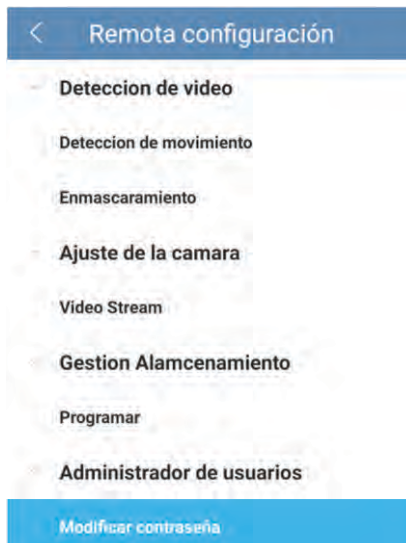 Remota configuración
Deteccion de video
Deteccion de movimiento
Enmascaramiento
Ajuste de la camara
Video Stream
Gestion Alamcenamiento
Programar
Administrador de usuarios
Modificar contraseña